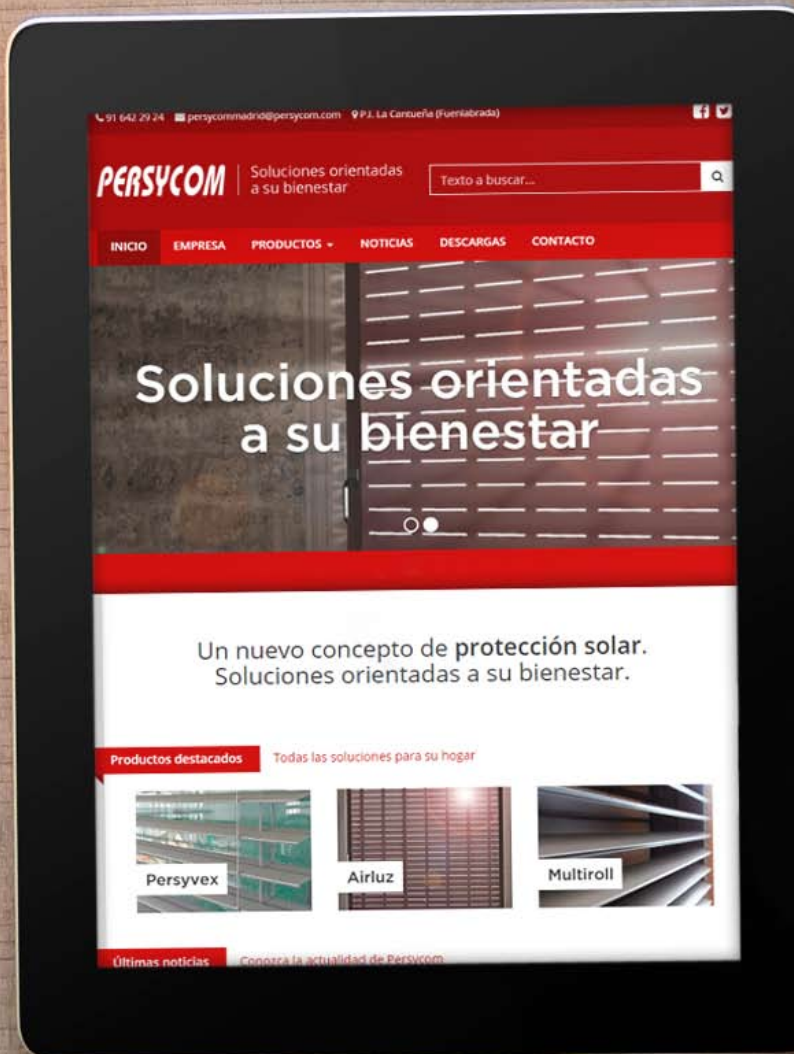 91 642 29 24 persycommadrid@persycom.com P.I. La Cantueña (Fuenlabrada)
PERSYCOM
Soluciones orientadas
a su bienestar
Texto a buscar...
INICIO EMPRESA PRODUCTOS NOTICIAS DESCARGAS CONTACTO
Soluciones orientadas
a su bienestar
Un nuevo concepto de protección solar.
Soluciones orientadas a su bienestar.
Productos destacados Todas las soluciones para su hogar
Persyvex Airluz Multiroll
Últimas noticias Conozca la actualidad de Persycom